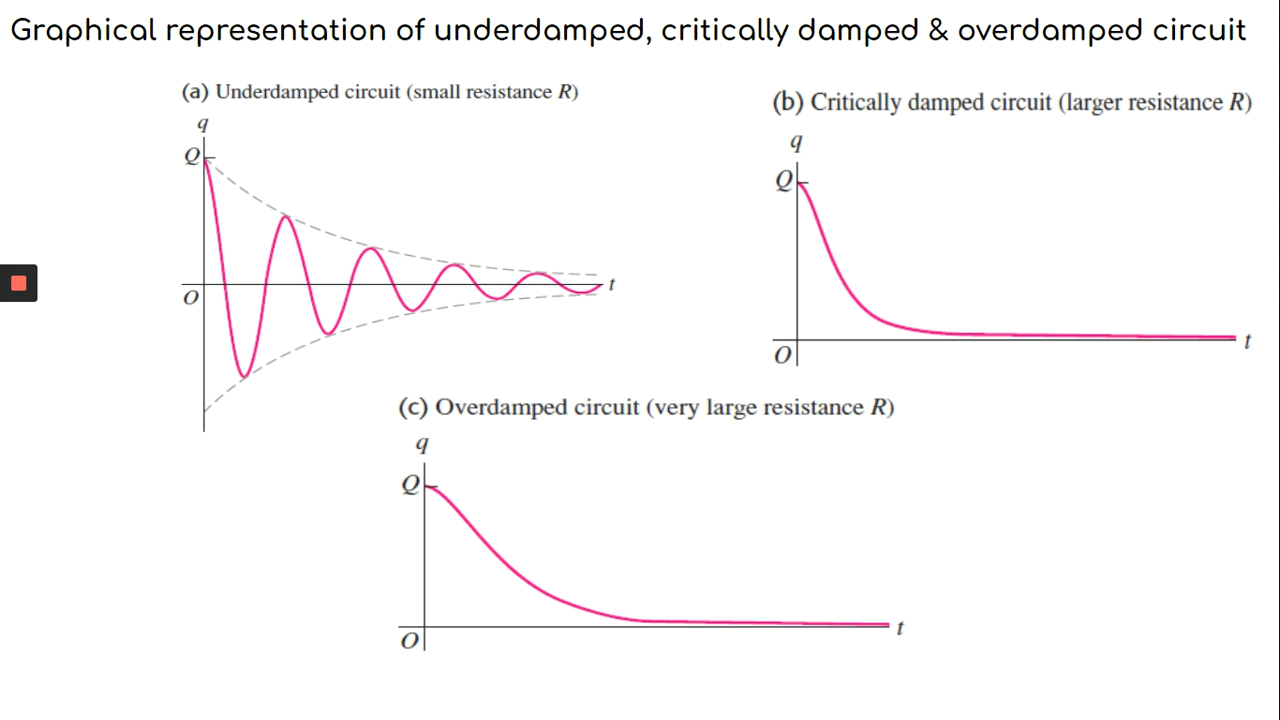 Graphical representation of underdamped, critically damped & overdamped circuit
(a) Underdamped circuit (small resistance R)
q
Q
O
t
(b) Critically damped circuit (larger resistance R)
q
Q
O
t
(c) Overdamped circuit (very large resistance R)
q
Q
O
t